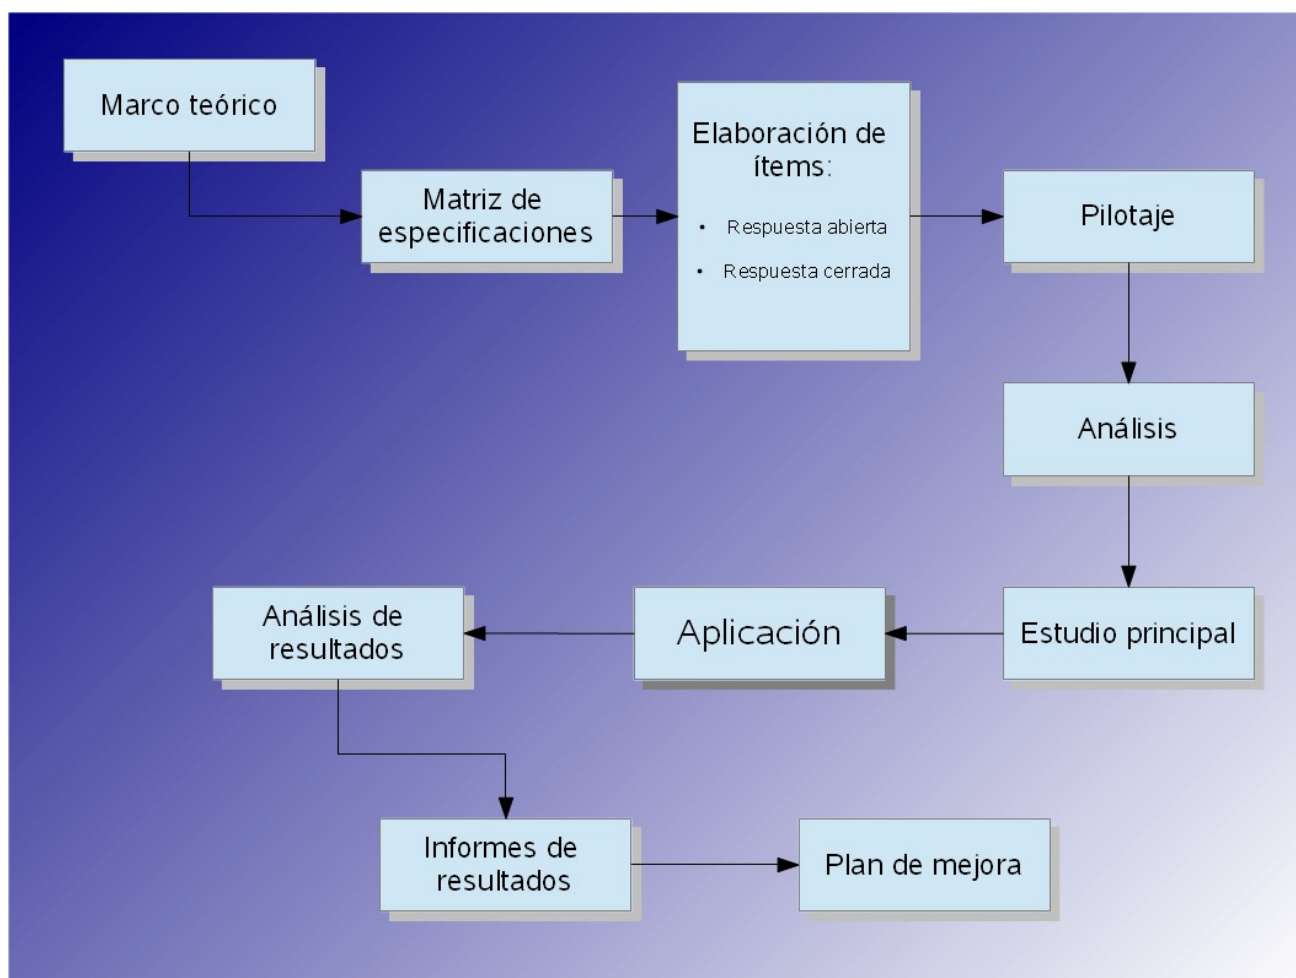 Marco teórico
Matriz de
especificaciones
Elaboración de
ítems:
• Respuesta abierta
• Respuesta cerrada
Pilotaje
Análisis
Estudio principal
Aplicación
Análisis de
resultados
Informes de
resultados
Plan de mejora